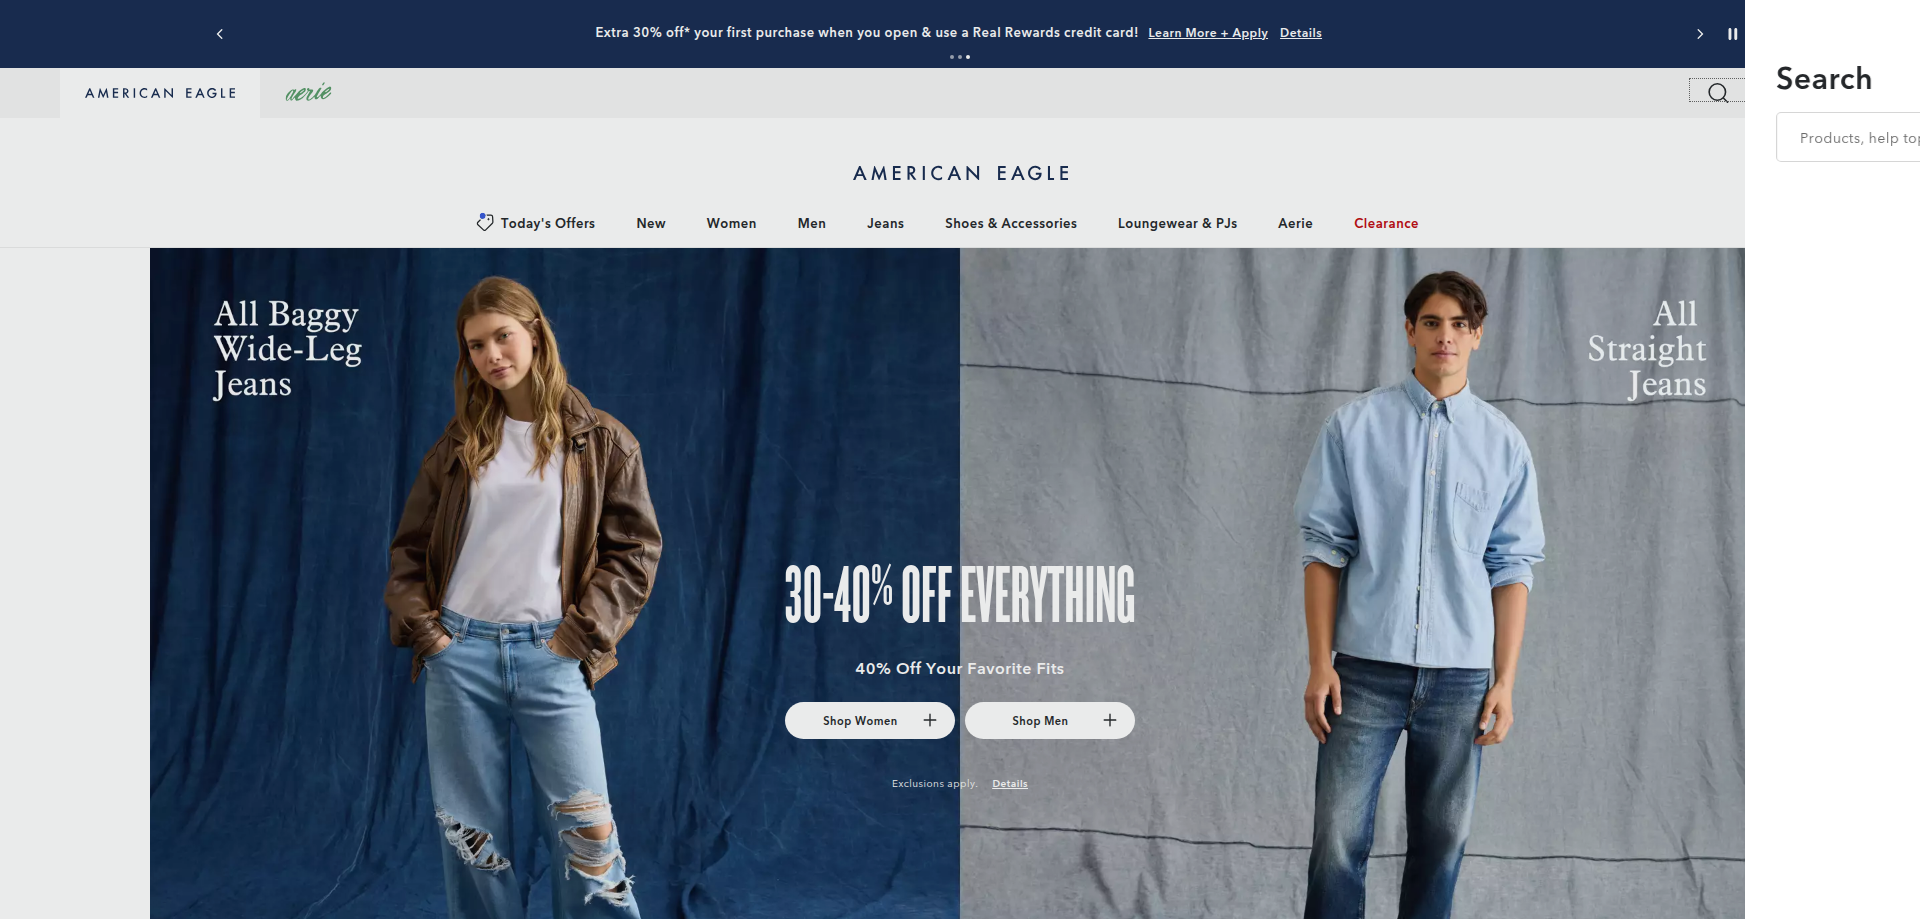 Extra 30% off* your first purchase when you open & use a Real Rewards credit card! Learn More + Apply Details
AMERICAN EAGLE
aerie
Search
Products, help
AMERICAN EAGLE
Today's Offers
New
Women
Men
Jeans
Shoes & Accessories
Loungewear & PJs
Aerie
Clearance
All Baggy
Wide-Leg
Jeans
All
Straight
Jeans
30-40% OFF EVERYTHING
40% Off Your Favorite Fits
Shop Women
Shop Men
Exclusions apply. Details